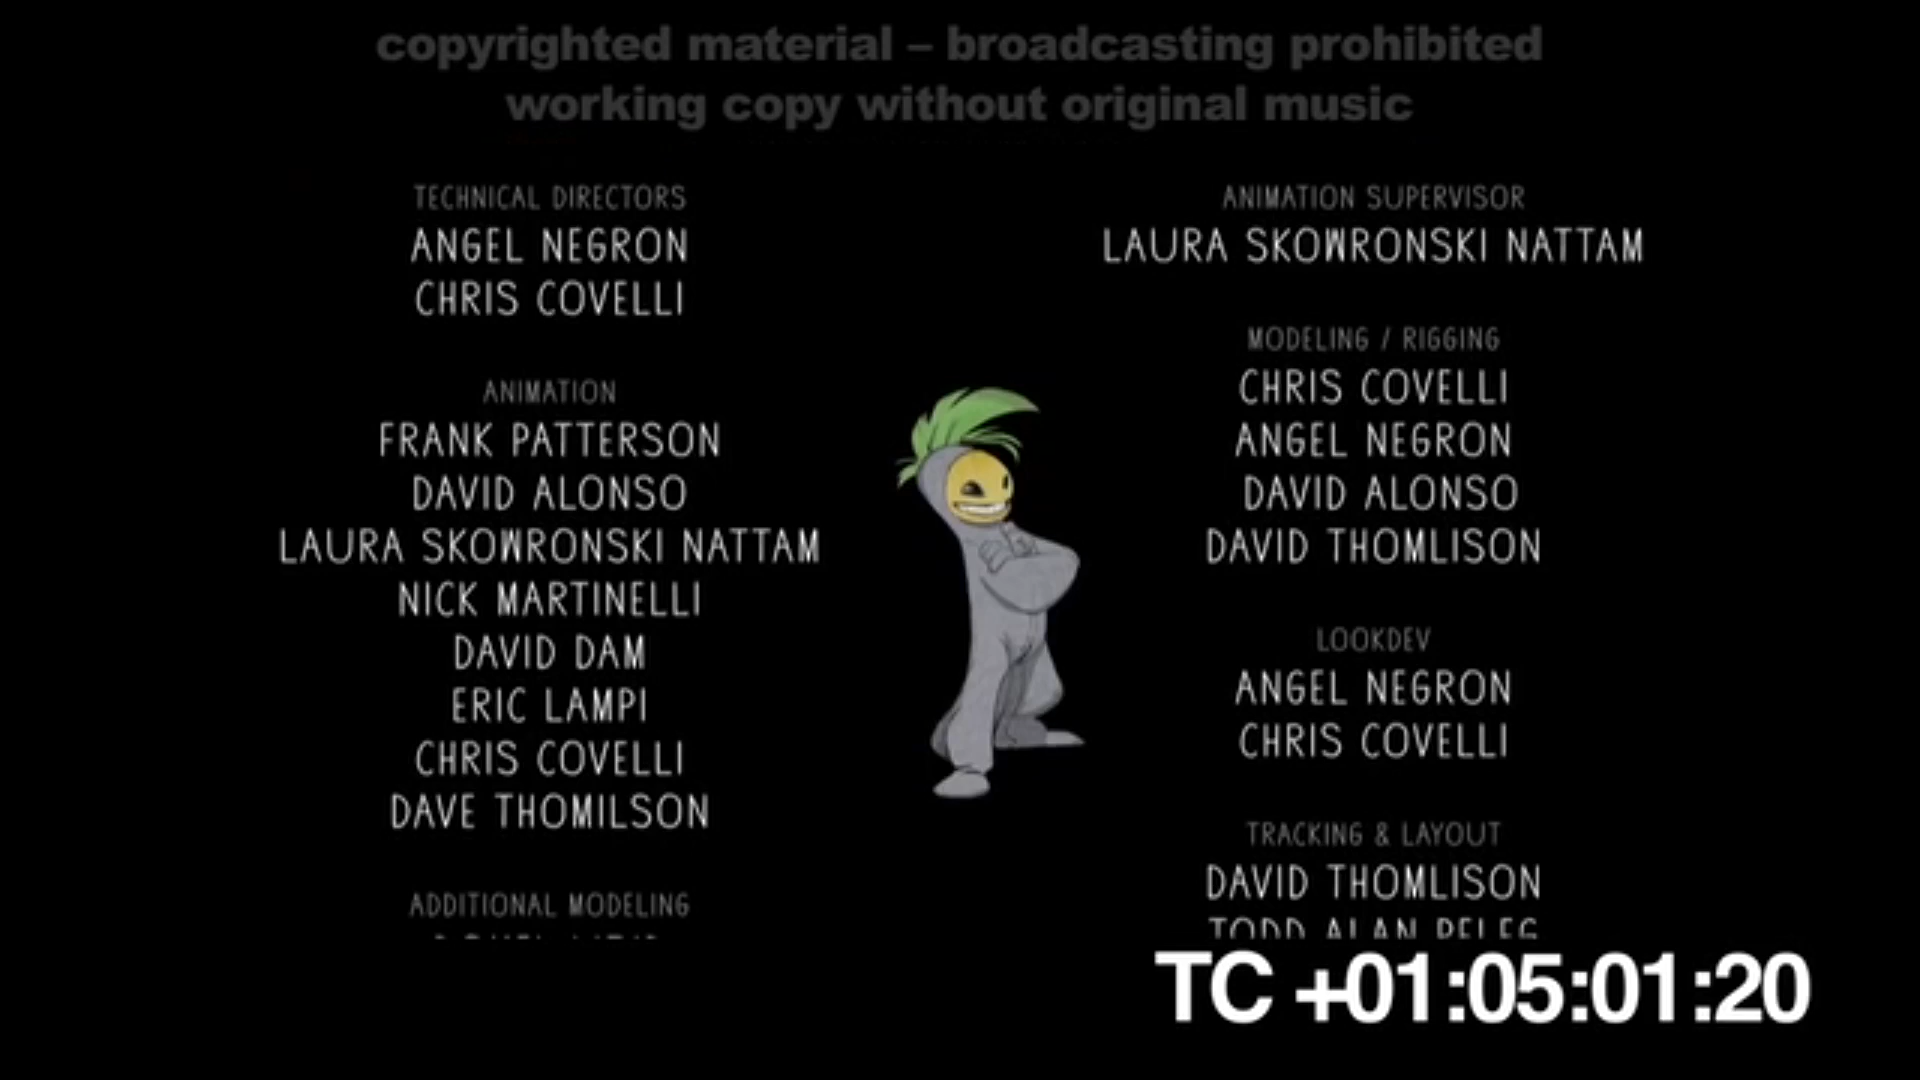 copyrighted material – broadcasting prohibited
working copy without original music
TECHNICAL DIRECTORS
ANGEL NEGRON
CHRIS COVELLI
ANIMATION
FRANK PATTERSON
DAVID ALONSO
LAURA SKOWRONSKI NATTAM
NICK MARTINELLI
DAVID DAM
ERIC LAMPI
CHRIS COVELLI
DAVE THOMILSON
ADDITIONAL MODELING
ANIMATION SUPERVISOR
LAURA SKOWRONSKI NATTAM
MODELING / RIGGING
CHRIS COVELLI
ANGEL NEGRON
DAVID ALONSO
DAVID THOMLISON
LOOKDEV
ANGEL NEGRON
CHRIS COVELLI
TRACKING & LAYOUT
DAVID THOMLISON
TODD ALAN PELEG
TC +01:05:01:20